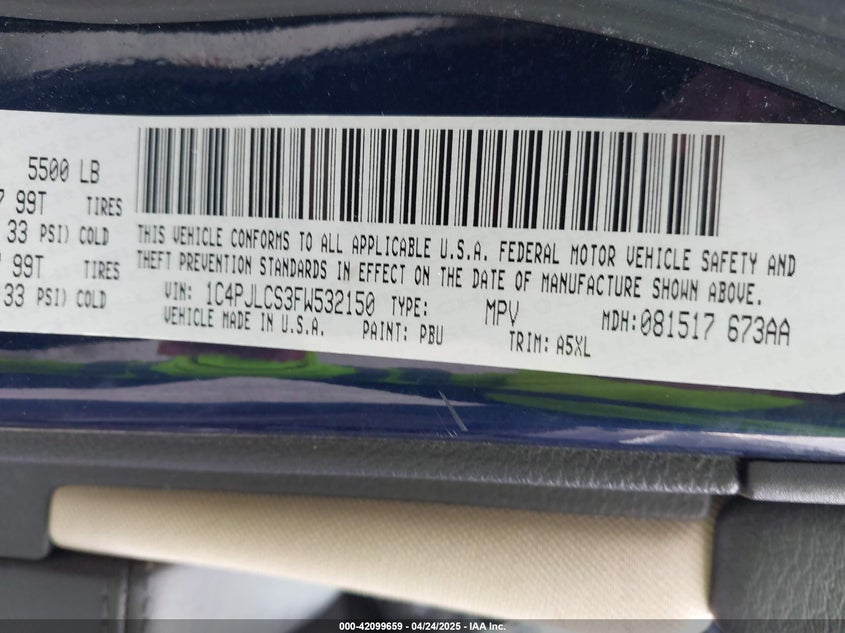 5500 LB
99T TIRES
33 PSI) COLD
99T TIRES
33 PSI) COLD
THIS VEHICLE CONFORMS TO ALL APPLICABLE U.S.A. FEDERAL MOTOR VEHICLE SAFETY AND
THEFT PREVENTION STANDARDS IN EFFECT ON THE DATE OF MANUFACTURE SHOWN ABOVE.
VIN: 1C4PJLCS3FW532150 TYPE: MPV MDH:081517 673AA
VEHICLE MADE IN U.S.A. PAINT: PBU TRIM: A5XL
000-42099659 - 04/24/2025 - IAA Inc.